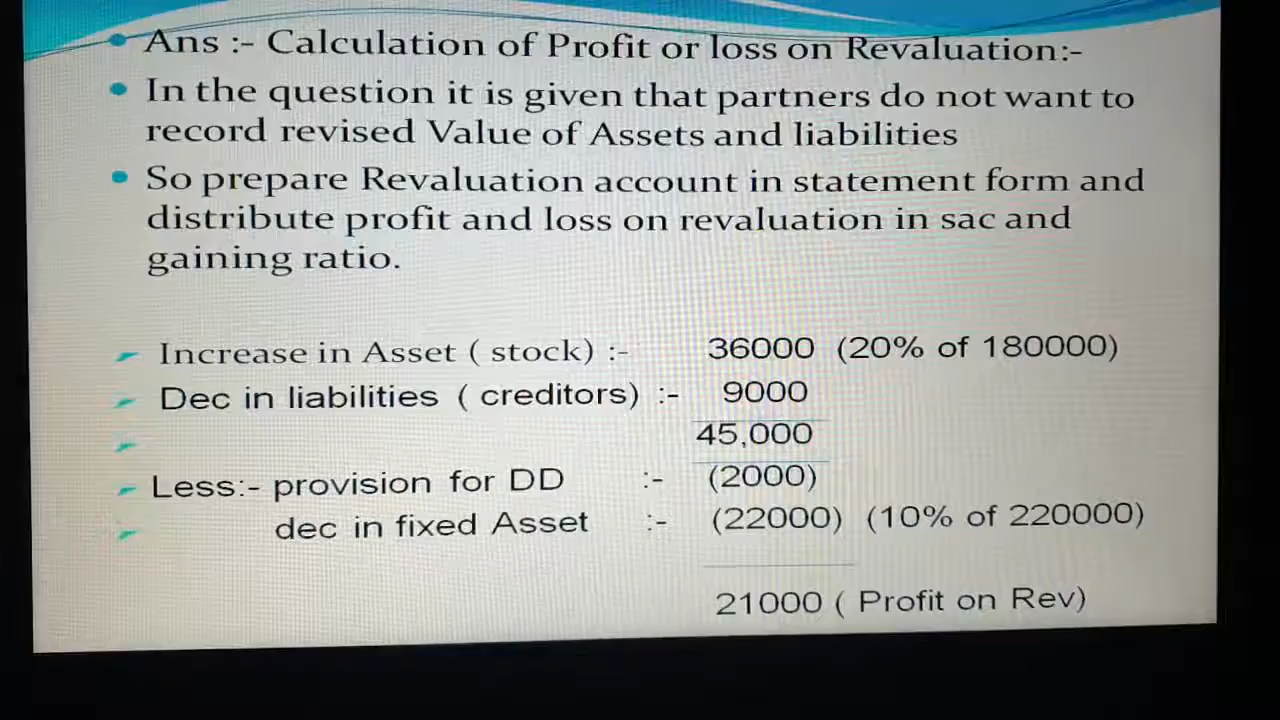 Ans :- Calculation of Profit or loss on Revaluation:-
In the question it is given that partners do not want to
record revised Value of Assets and liabilities
So prepare Revaluation account in statement form and
distribute profit and loss on revaluation in sac and
gaining ratio.
Increase in Asset ( stock) :- 36000 (20% of 180000)
Dec in liabilities ( creditors) :- 9000
45,000
Less:- provision for DD :- (2000)
dec in fixed Asset :- (22000) (10% of 220000)
21000 ( Profit on Rev)